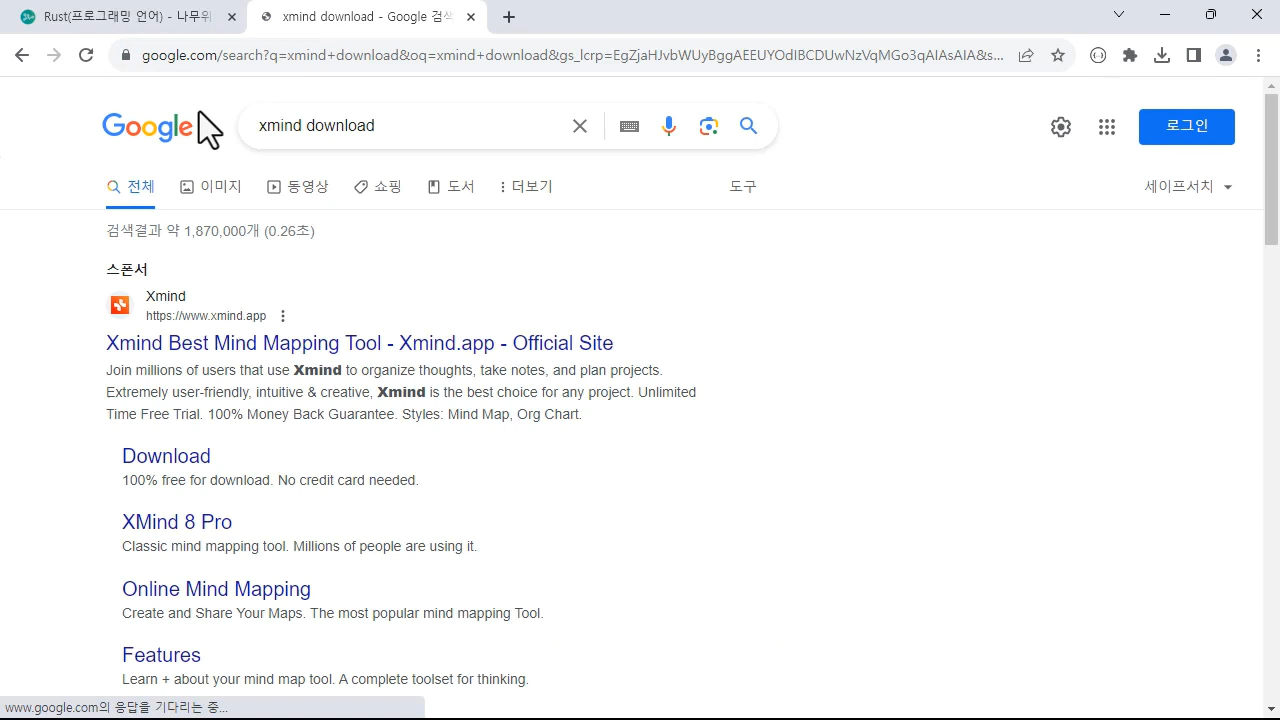 Rust(프로그래밍 언어) - 나무위
xmind download - Google 검색
google.com/search?q=xmind+download&oq=xmind+download&gs_lcrp=EgZjaHJvbWUyBggAEEUYOdIBCDUwNzVqMGo3qAIAsAIA&s...
Google
xmind download
로그인
전체
이미지
동영상
쇼핑
도서
더보기
도구
세이프서치
검색결과 약 1,870,000개 (0.26초)
스폰서
Xmind
https://www.xmind.app
Xmind Best Mind Mapping Tool - Xmind.app - Official Site
Join millions of users that use Xmind to organize thoughts, take notes, and plan projects.
Extremely user-friendly, intuitive & creative, Xmind is the best choice for any project. Unlimited
Time Free Trial. 100% Money Back Guarantee. Styles: Mind Map, Org Chart.
Download
100% free for download. No credit card needed.
XMind 8 Pro
Classic mind mapping tool. Millions of people are using it.
Online Mind Mapping
Create and Share Your Maps. The most popular mind mapping Tool.
Features
Learn + about your mind map tool. A complete toolset for thinking.
www.google.com의 응답을 기다리는 중...